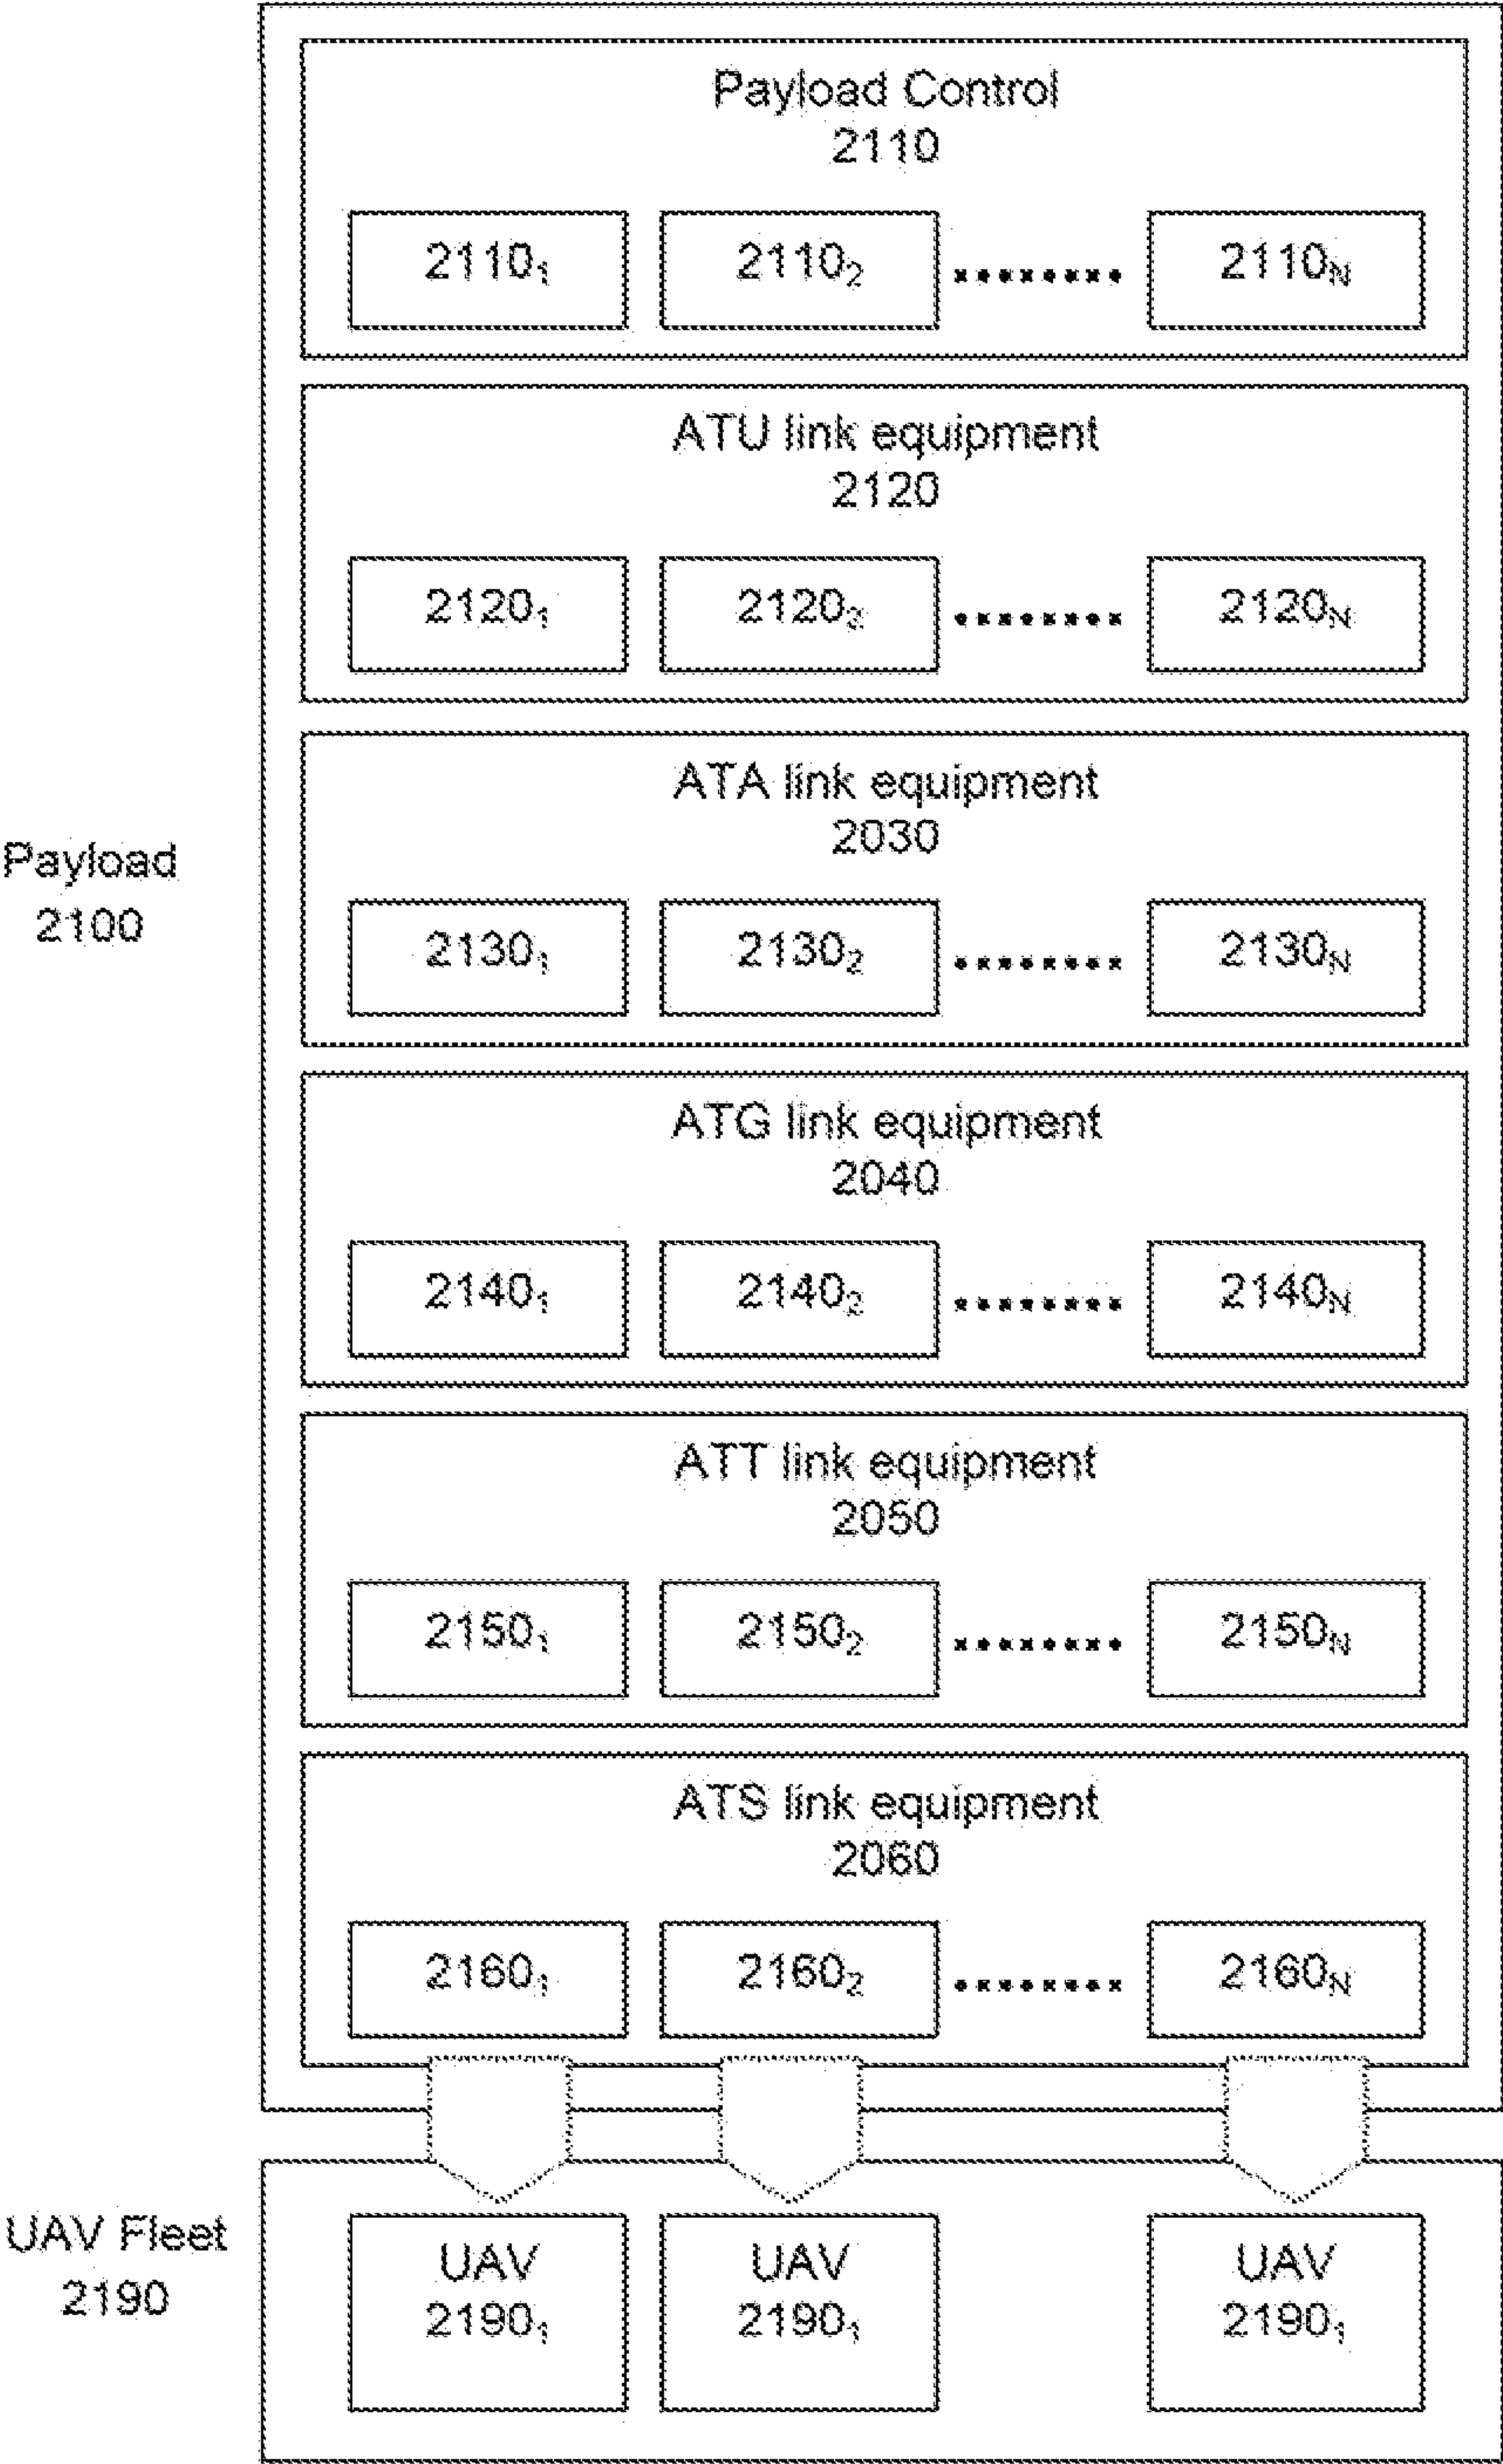 Payload Control
2110
2110₁ 2110₂ ........ 2110N
ATU link equipment
2120
2120₁ 2120₂ ........ 2120N
ATA link equipment
2030
2130₁ 2130₂ ........ 2130N
Payload
2100
ATG link equipment
2040
2140₁ 2140₂ ........ 2140N
ATT link equipment
2050
2150₁ 2150₂ ........ 2150N
ATS link equipment
2060
2160₁ 2160₂ ........ 2160N
UAV Fleet
2190
UAV UAV UAV
2190₁ 2190₁ 2190₁